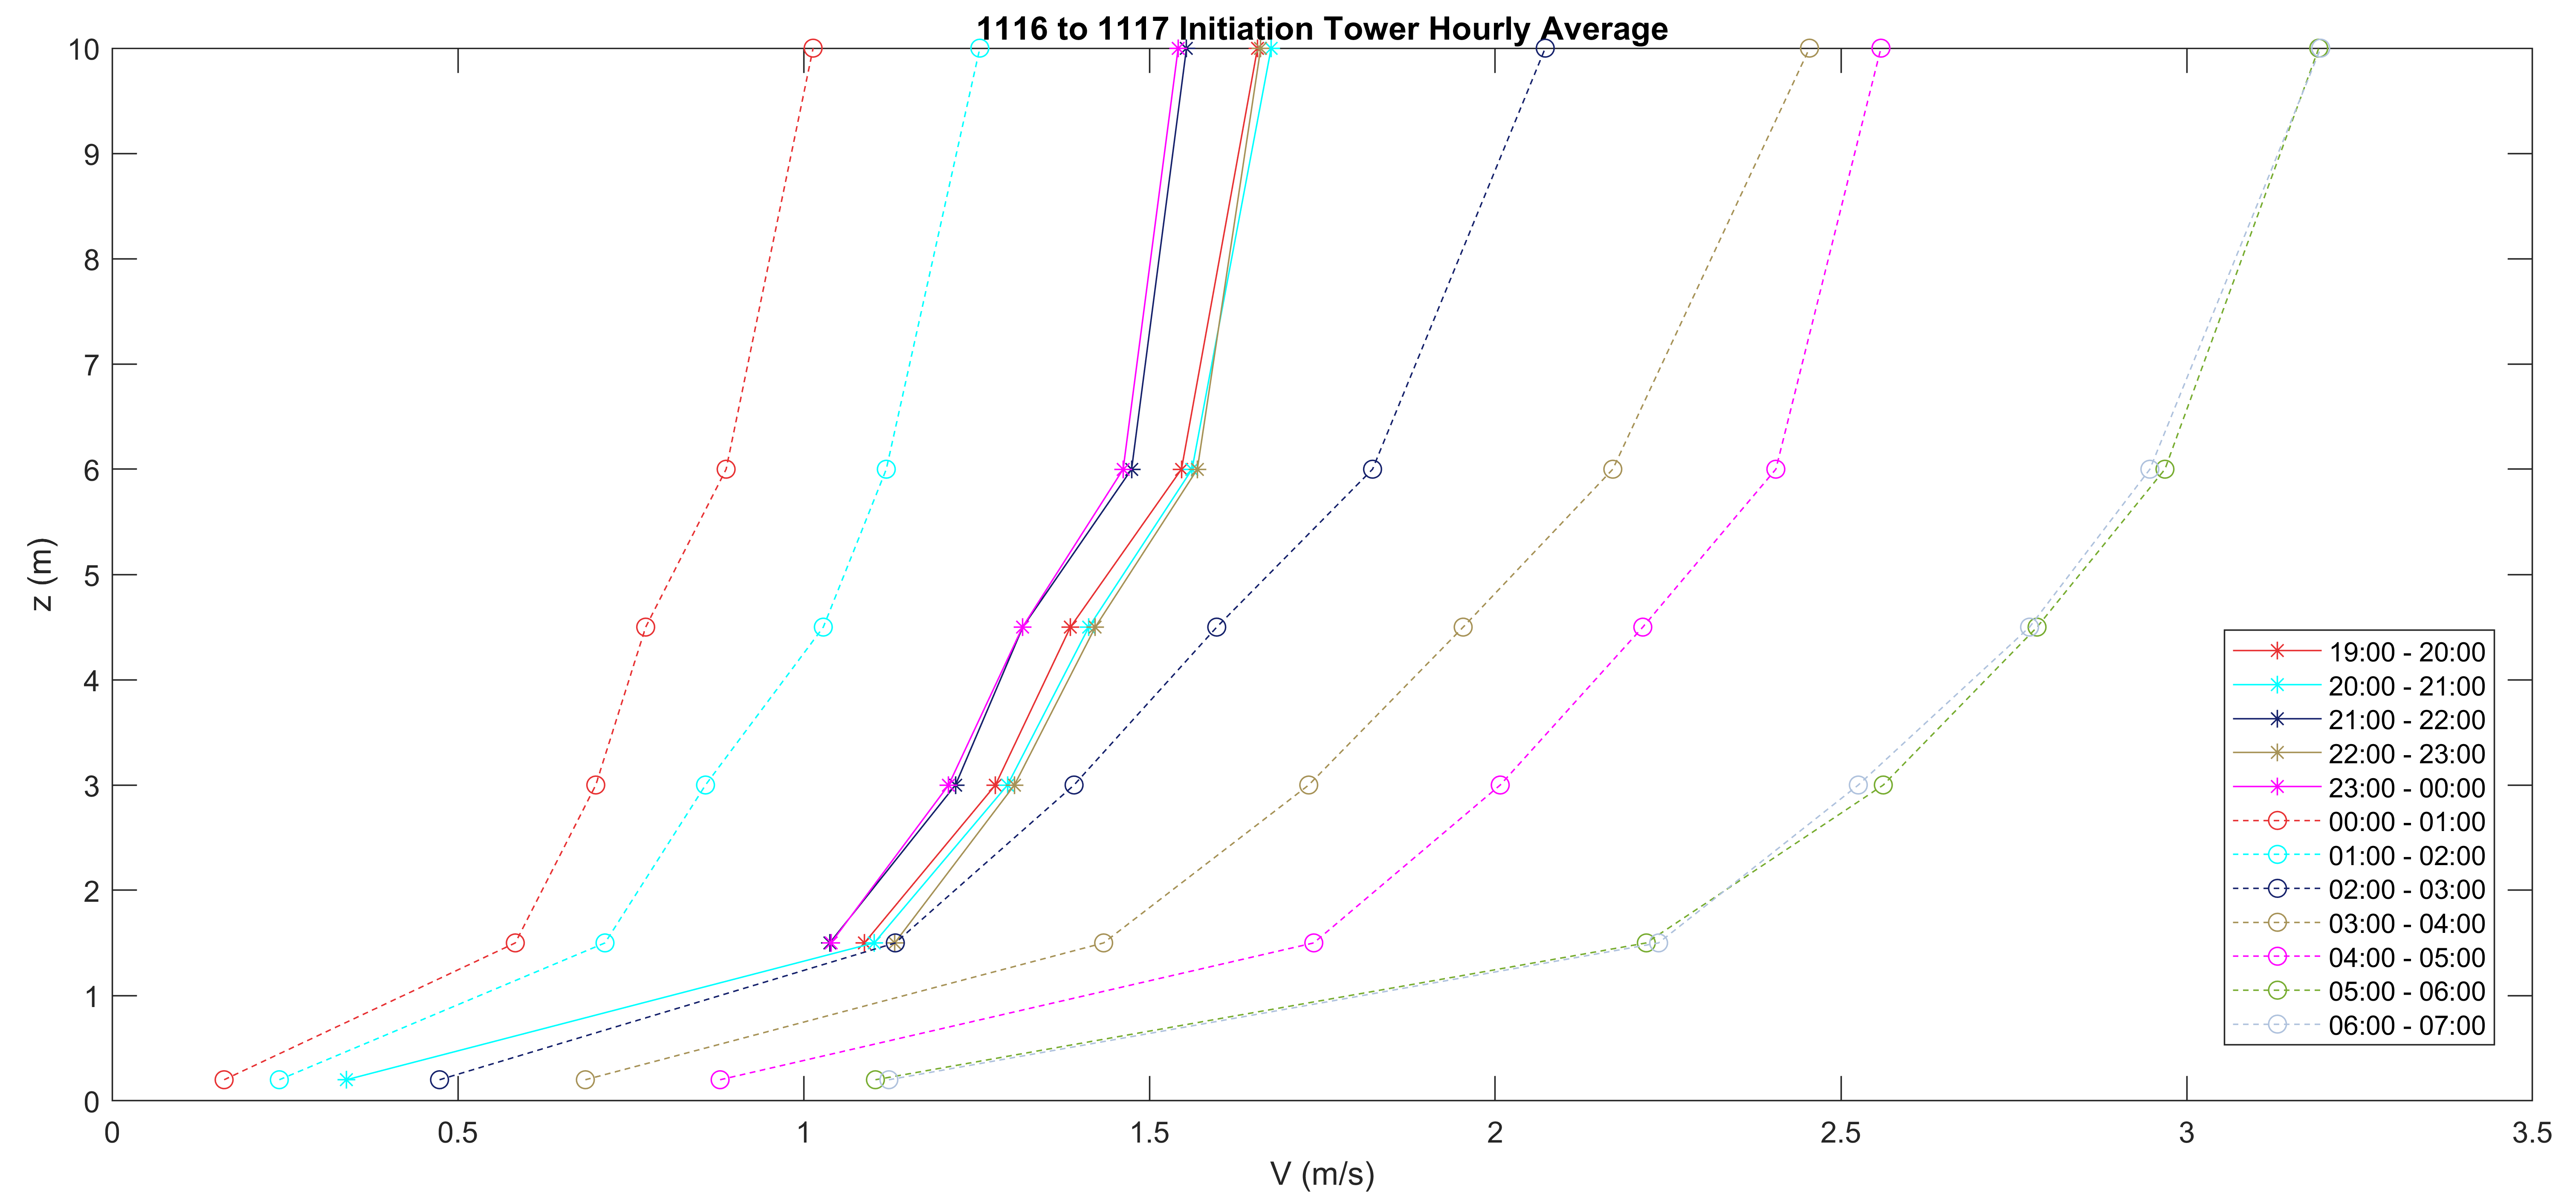 1116 to 1117 Initiation Tower Hourly Average
10
9
8
7
6
5
4
3
2
1
0
z (m)
0 0.5 1 1.5 2 2.5 3 3.5
V (m/s)
19:00 - 20:00
20:00 - 21:00
21:00 - 22:00
22:00 - 23:00
23:00 - 00:00
00:00 - 01:00
01:00 - 02:00
02:00 - 03:00
03:00 - 04:00
04:00 - 05:00
05:00 - 06:00
06:00 - 07:00